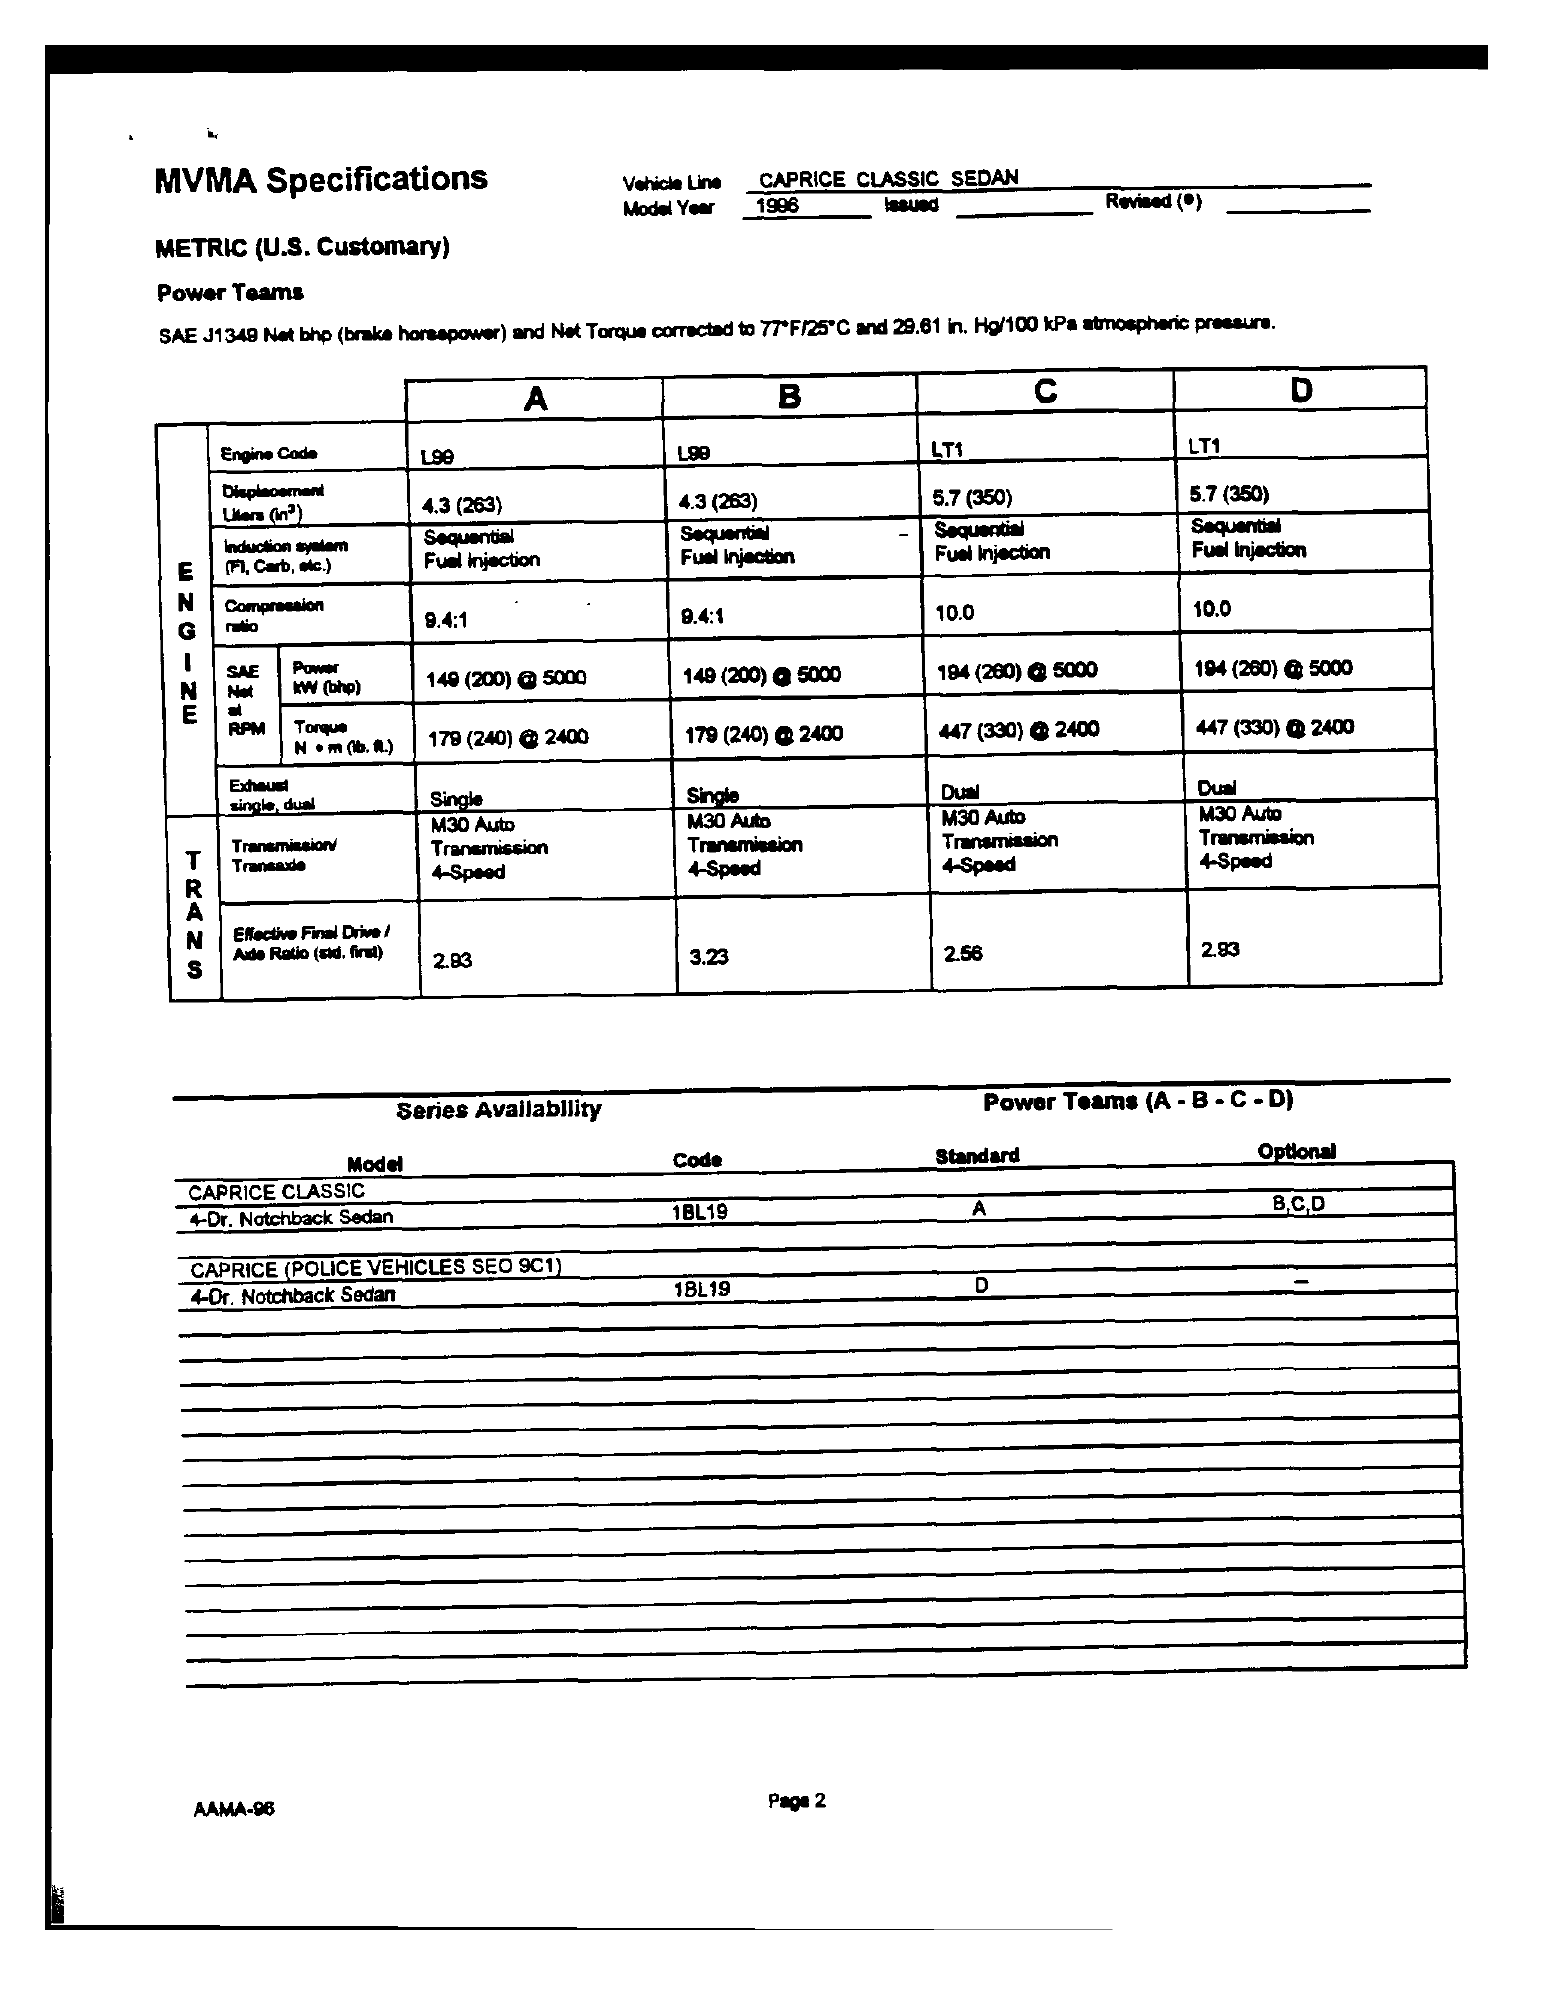 MVMA Specifications
Vehicle Line CAPRICE CLASSIC SEDAN
Model Year 1996 Issued Revised (•)
METRIC (U.S. Customary)
Power Teams
SAE J1349 Net bhp (brake horsepower) and Net Torque corrected to 77°F/25°C and 29.61 in. Hg/100 kPa atmospheric pressure.
A B C D
ENGINE
Engine Code L99 L99 LT1 LT1
Displacement
Liters (in³) 4.3 (263) 4.3 (263) 5.7 (350) 5.7 (350)
Induction system Sequential Sequential – Sequential Sequential
(FI, Carb, etc.) Fuel Injection Fuel Injection Fuel Injection Fuel Injection
Compression
ratio 9.4:1 9.4:1 10.0 10.0
SAE Net at RPM
Power
kW (bhp) 149 (200) @ 5000 149 (200) @ 5000 194 (260) @ 5000 194 (260) @ 5000
Torque
N • m (lb. ft.) 179 (240) @ 2400 179 (240) @ 2400 447 (330) @ 2400 447 (330) @ 2400
Exhaust
single, dual Single Single Dual Dual
TRANS
M30 Auto M30 Auto M30 Auto M30 Auto
Transmission/ Transmission Transmission Transmission Transmission
Transaxle 4-Speed 4-Speed 4-Speed 4-Speed
Effective Final Drive /
Axle Ratio (std. first) 2.93 3.23 2.56 2.93
Series Availability Power Teams (A - B - C - D)
Model Code Standard Optional
CAPRICE CLASSIC
4-Dr. Notchback Sedan 1BL19 A B,C,D
CAPRICE (POLICE VEHICLES SEO 9C1)
4-Dr. Notchback Sedan 1BL19 D –
AAMA-96 Page 2